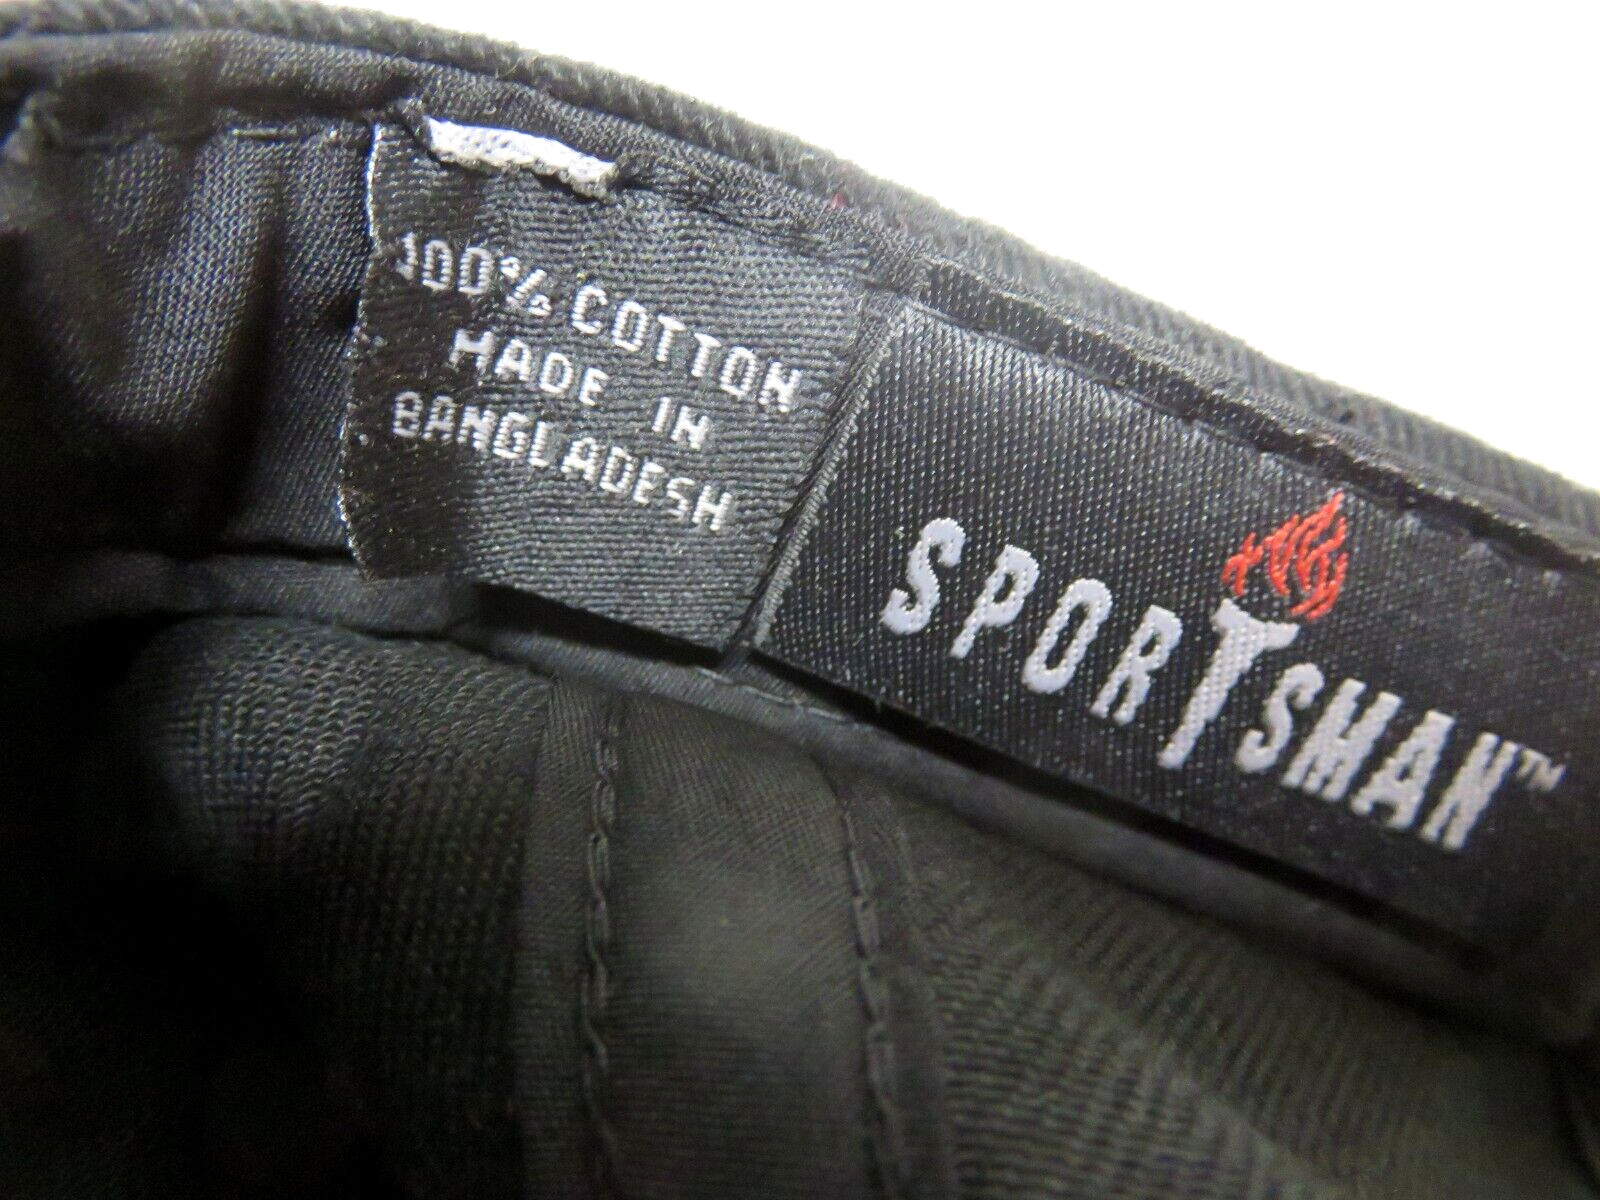 100% COTTON
MADE IN
BANGLADESH
SPORTSMAN™